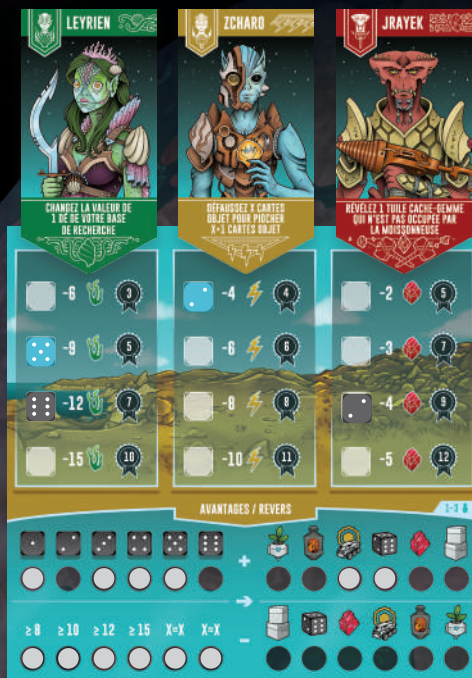 LEYRIEN
ZCHARO
JRAYEK
CHANGEZ LA VALEUR DE
1 DÉ DE VOTRE BASE
DE RECHERCHE
DÉFAUSSEZ X CARTES
OBJET POUR PIOCHER
X+1 CARTES OBJET
RÉVÉLEZ 1 TUILE CACHE-GEMME
QUI N'EST PAS OCCUPÉE PAR
LA MOISSONNEUSE
-6 3
-9 5
-12 7
-15 10
-4 4
-6 6
-8 8
-10 11
-2 5
-3 7
-4 9
-5 12
AVANTAGES / REVERS
1-3
+
≥8 ≥10 ≥12 ≥15 X=X X=X
-